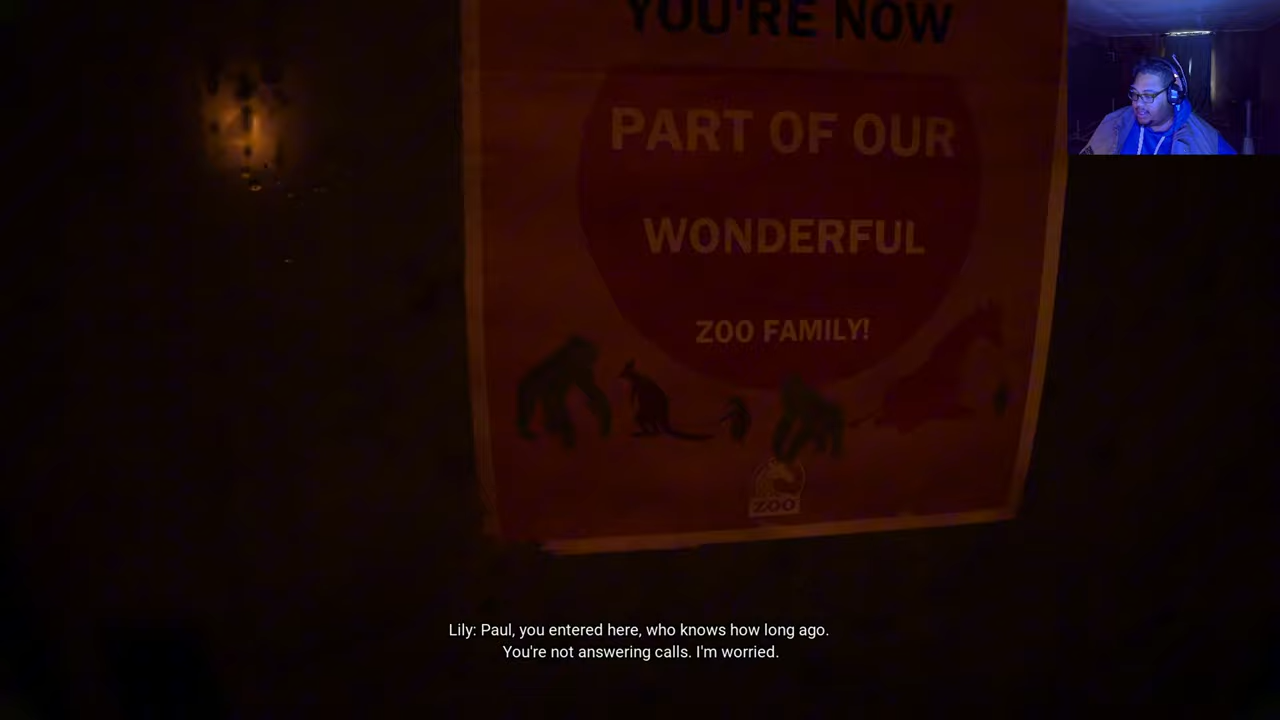 YOU'RE NOW
PART OF OUR
WONDERFUL
ZOO FAMILY!
ZOO
Lily: Paul, you entered here, who knows how long ago.
You're not answering calls. I'm worried.